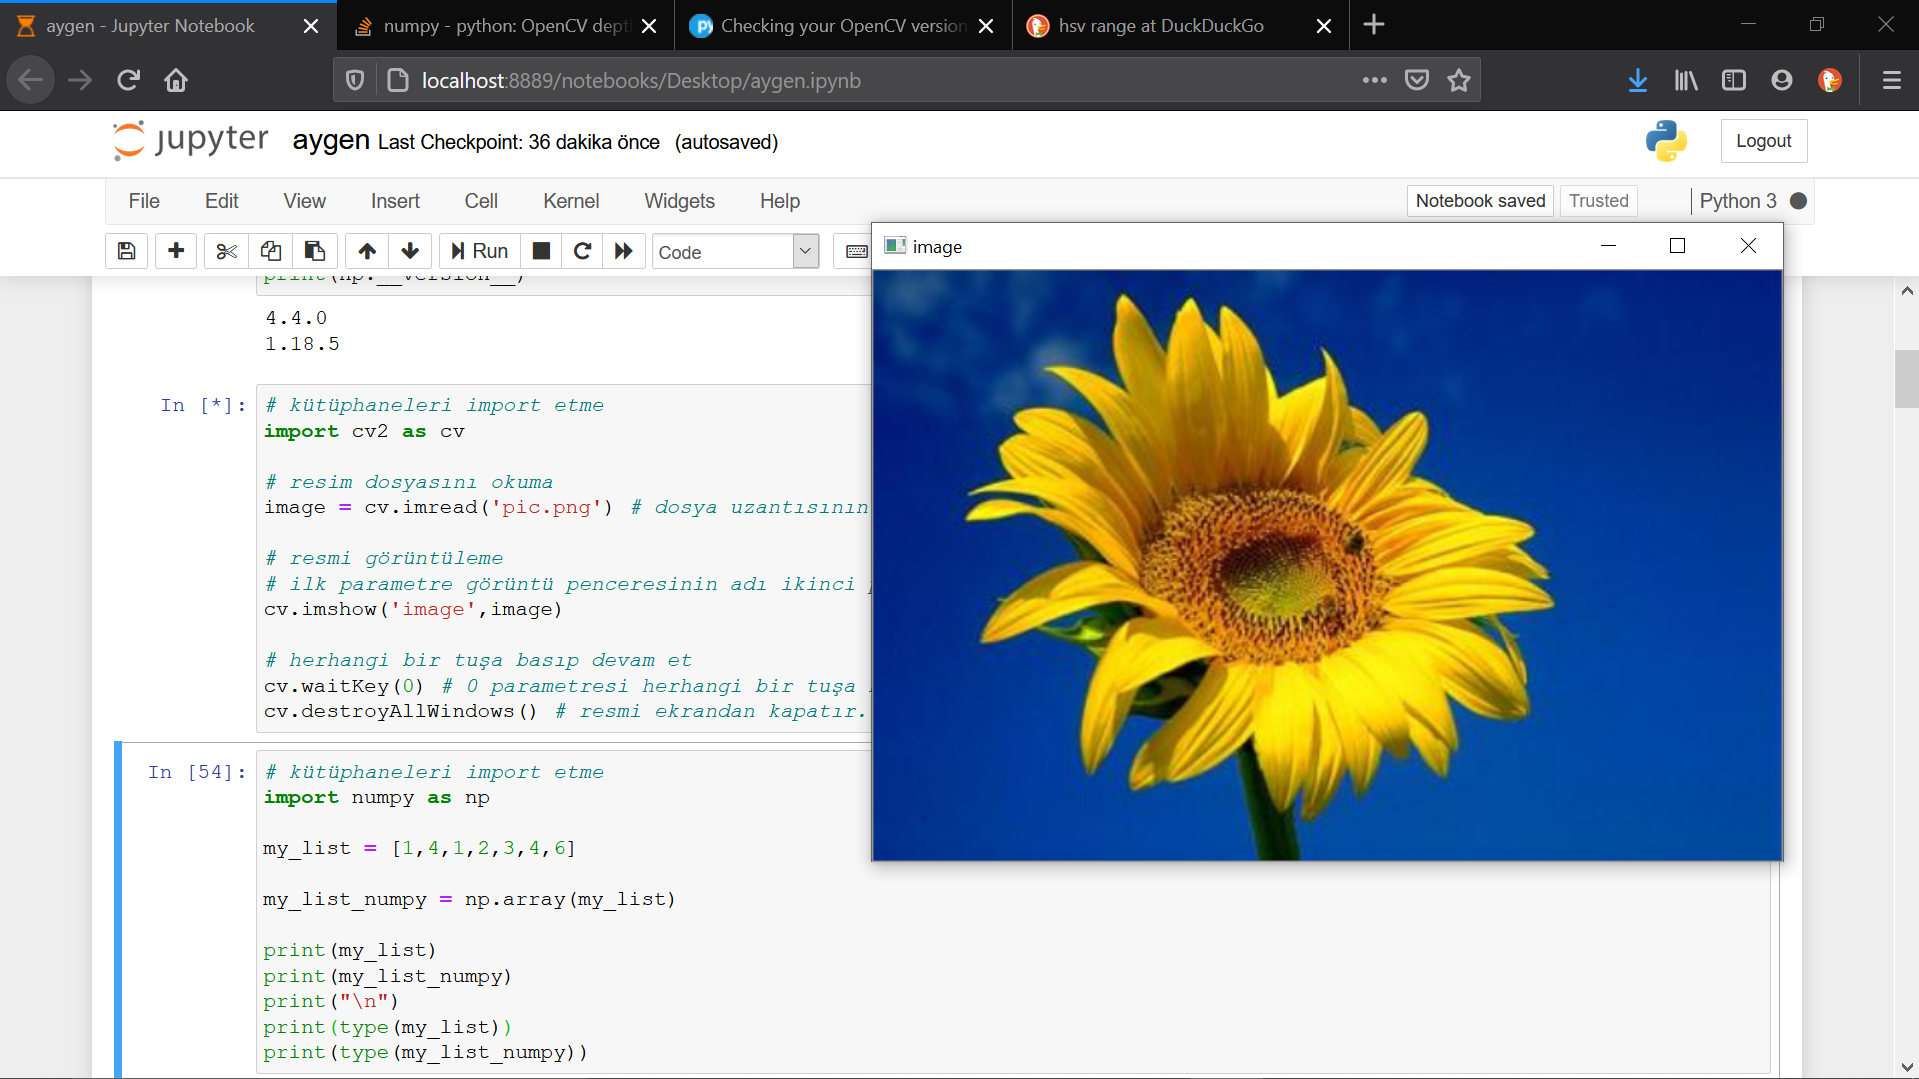 aygen - Jupyter Notebook
numpy - python: OpenCV dept
Checking your OpenCV version
hsv range at DuckDuckGo
localhost:8889/notebooks/Desktop/aygen.ipynb
jupyter aygen Last Checkpoint: 36 dakika önce (autosaved)
Logout
File Edit View Insert Cell Kernel Widgets Help
Notebook saved Trusted Python 3
Run Code
image
print(np.__version__)
4.4.0
1.18.5
In [*]:
# kütüphaneleri import etme
import cv2 as cv
# resim dosyasını okuma
image = cv.imread('pic.png') # dosya uzantısının
# resmi görüntüleme
# ilk parametre görüntü penceresinin adı ikinci
cv.imshow('image',image)
# herhangi bir tuşa basıp devam et
cv.waitKey(0) # 0 parametresi herhangi bir tuşa
cv.destroyAllWindows() # resmi ekrandan kapatır.
In [54]:
# kütüphaneleri import etme
import numpy as np
my_list = [1,4,1,2,3,4,6]
my_list_numpy = np.array(my_list)
print(my_list)
print(my_list_numpy)
print("\n")
print(type(my_list))
print(type(my_list_numpy))